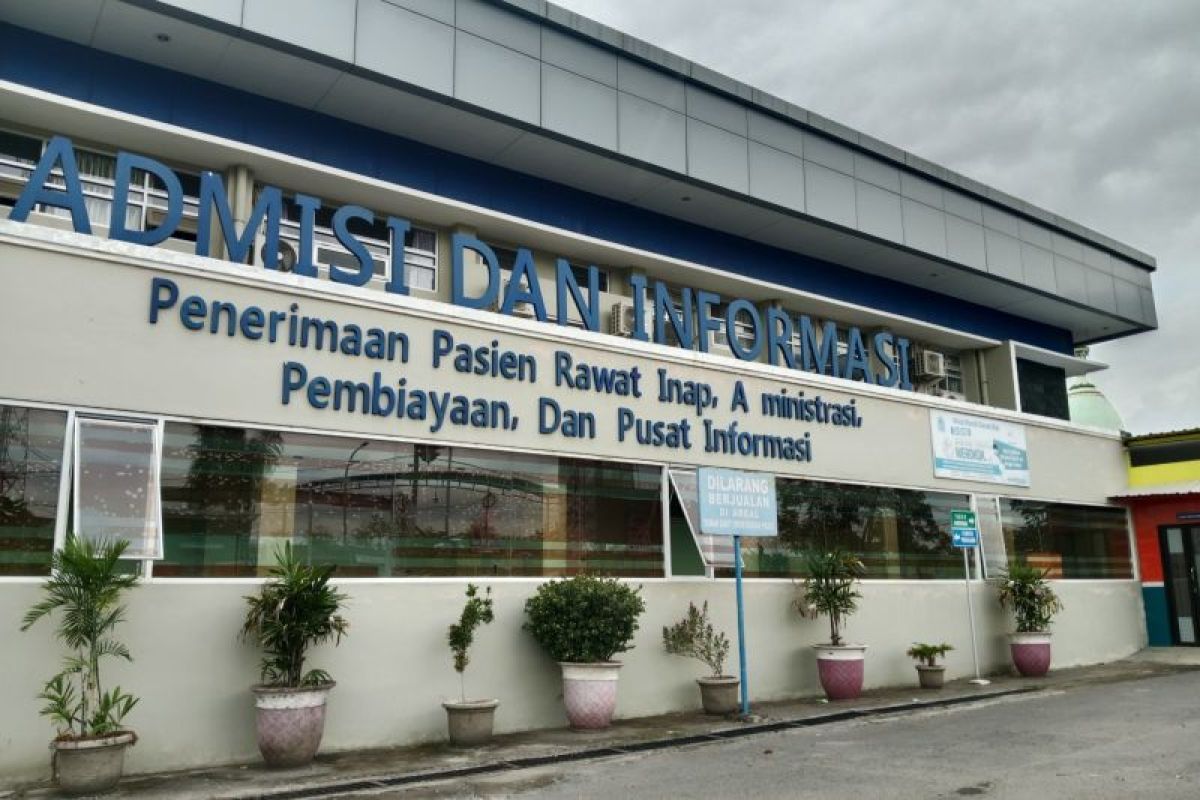 ADMISI DAN INFORMASI
Penerimaan Pasien Rawat Inap, A ministrasi,
Pembiayaan, Dan Pusat Informasi
DILARANG
BERJUALAN
DI AREAL